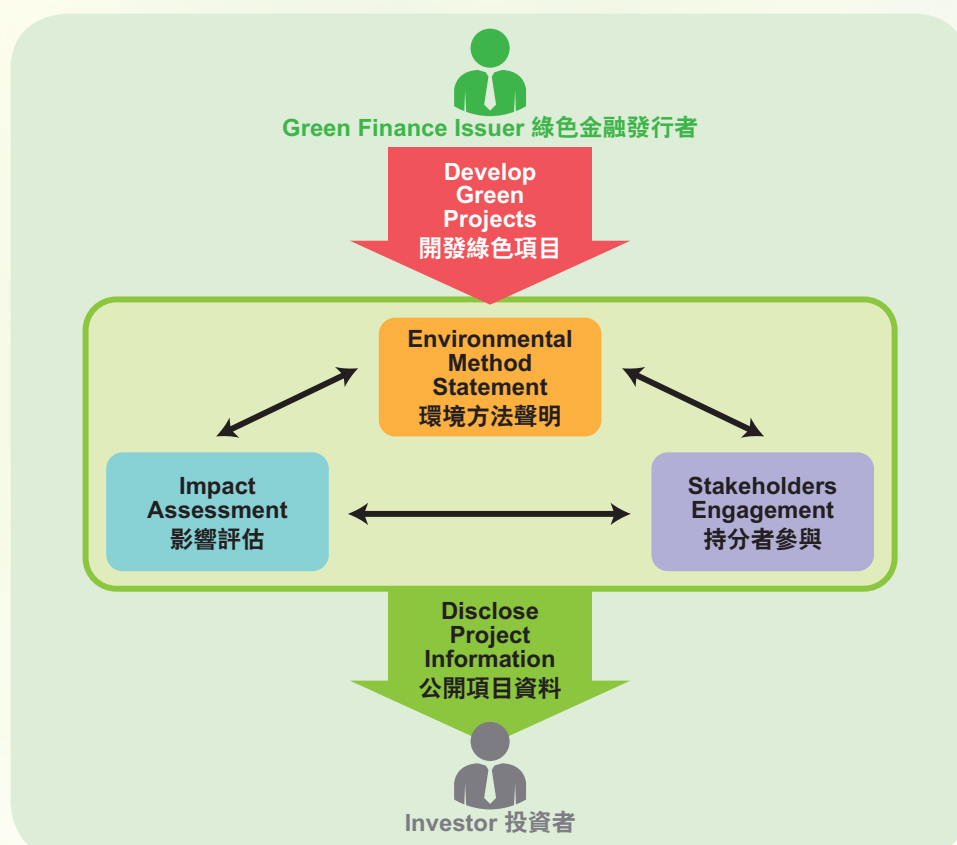 Green Finance Issuer 綠色金融發行者
Develop
Green
Projects
開發綠色項目
Environmental
Method
Statement
環境方法聲明
Impact
Assessment
影響評估
Stakeholders
Engagement
持分者參與
Disclose
Project
Information
公開項目資料
Investor 投資者